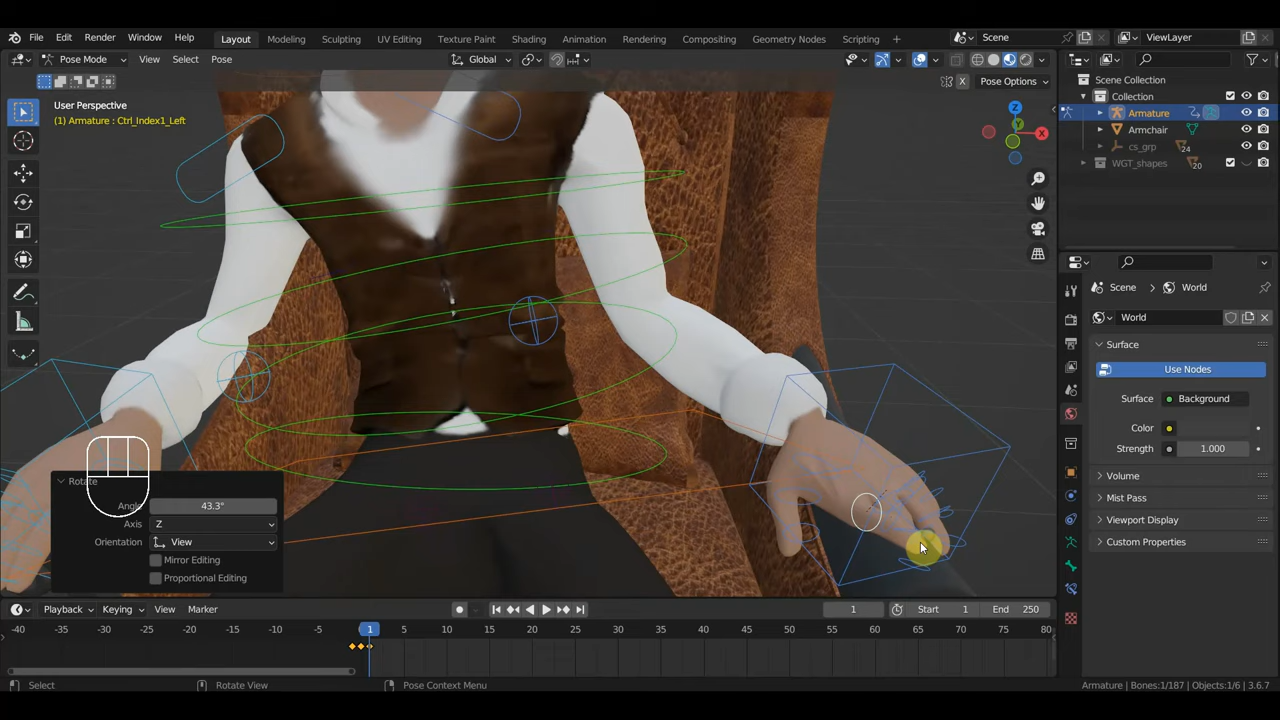 File Edit Render Window Help Layout Modeling Sculpting UV Editing Texture Paint Shading Animation Rendering Compositing Geometry Nodes Scripting + Scene ViewLayer
Pose Mode View Select Pose Global
X Pose Options
User Perspective
(1) Armature : Ctrl_Index1_Left
Z
Y
X
Scene Collection
Collection
Armature
Armchair
cs_grp 24
WGT_shapes 20
Scene World
World
Surface
Use Nodes
Surface Background
Color
Strength 1.000
Volume
Mist Pass
Viewport Display
Custom Properties
Rotate
Angle 43.3°
Axis Z
Orientation View
Mirror Editing
Proportional Editing
Playback Keying View Marker 1 Start 1 End 250
-40 -35 -30 -25 -20 -15 -10 -5 1 5 10 15 20 25 30 35 40 45 50 55 60 65 70 75 80
Select Rotate View Pose Context Menu Armature | Bones:1/187 | Objects:1/6 | 3.6.7